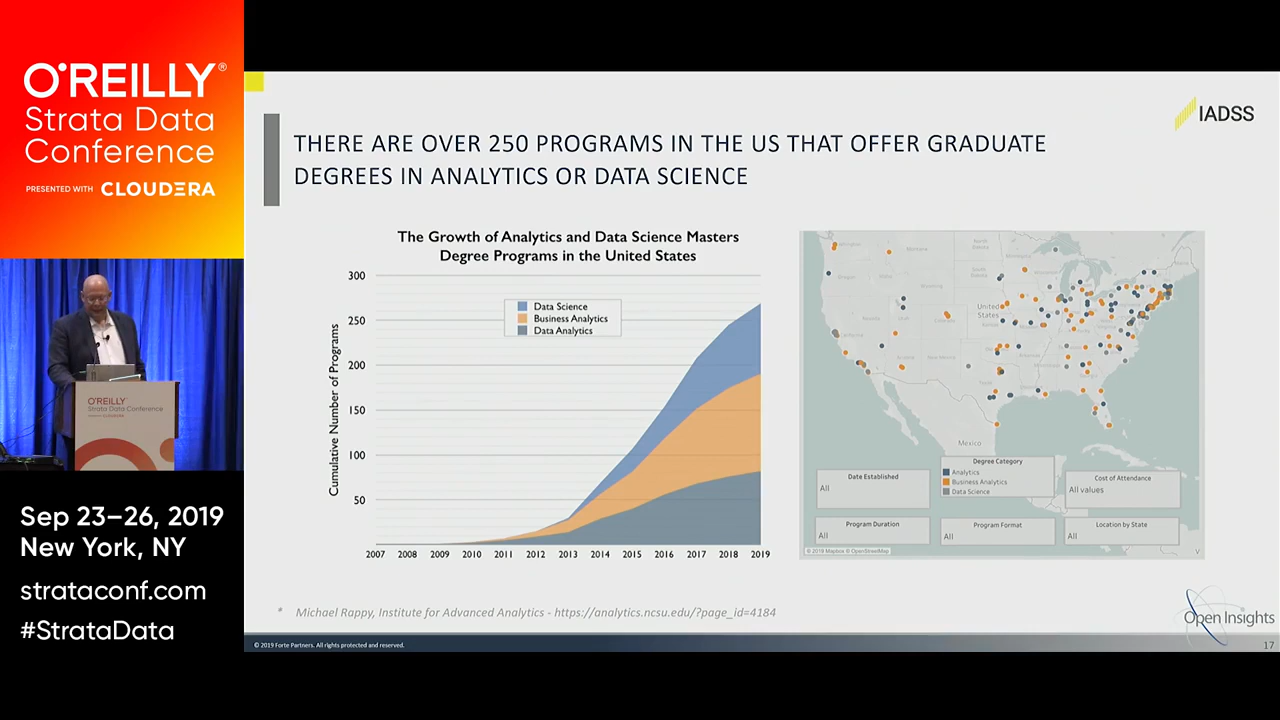 O'REILLY®
Strata Data
Conference
PRESENTED WITH CLOUDERA
O'REILLY
Strata Data Conference
Sep 23–26, 2019
New York, NY
strataconf.com
#StrataData
IADSS
THERE ARE OVER 250 PROGRAMS IN THE US THAT OFFER GRADUATE
DEGREES IN ANALYTICS OR DATA SCIENCE
The Growth of Analytics and Data Science Masters
Degree Programs in the United States
Cumulative Number of Programs
300
250
200
150
100
50
Data Science
Business Analytics
Data Analytics
2007 2008 2009 2010 2011 2012 2013 2014 2015 2016 2017 2018 2019
United
States
Mexico
Date Established
All
Degree Category
Analytics
Business Analytics
Data Science
Cost of Attendance
All values
Program Duration
All
Program Format
All
Location by State
All
© 2019 Mapbox © OpenStreetMap
* Michael Rappy, Institute for Advanced Analytics - https://analytics.ncsu.edu/?page_id=4184
Open Insights
© 2019 Forte Partners. All rights protected and reserved.
17